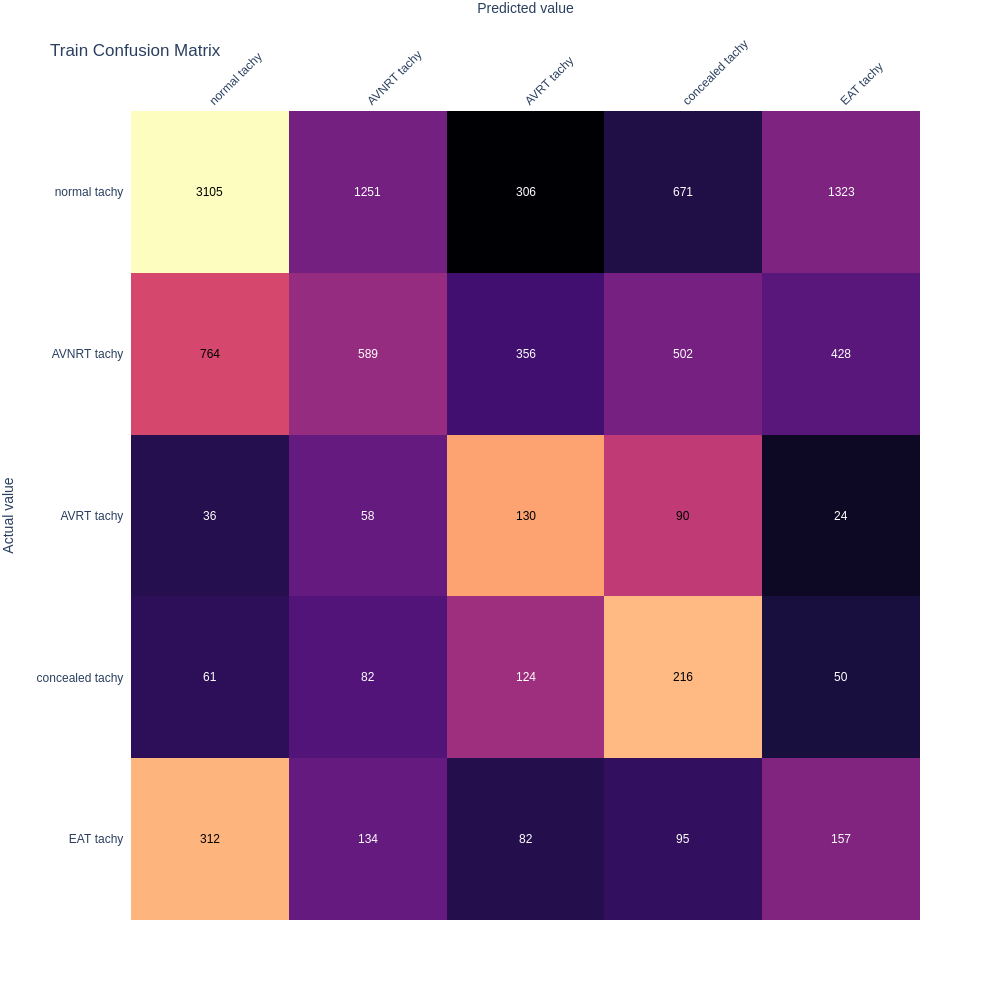 Predicted value
Train Confusion Matrix
normal tachy
AVNRT tachy
AVRT tachy
concealed tachy
EAT tachy
normal tachy
3105 1251 306 671 1323
AVNRT tachy
764 589 356 502 428
Actual value
AVRT tachy
36 58 130 90 24
concealed tachy
61 82 124 216 50
EAT tachy
312 134 82 95 157